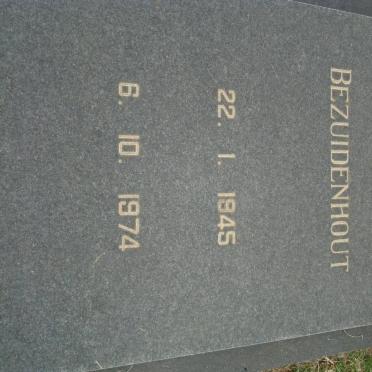 BEZUIDENHOUT
22. 1. 1945
6. 10. 1974